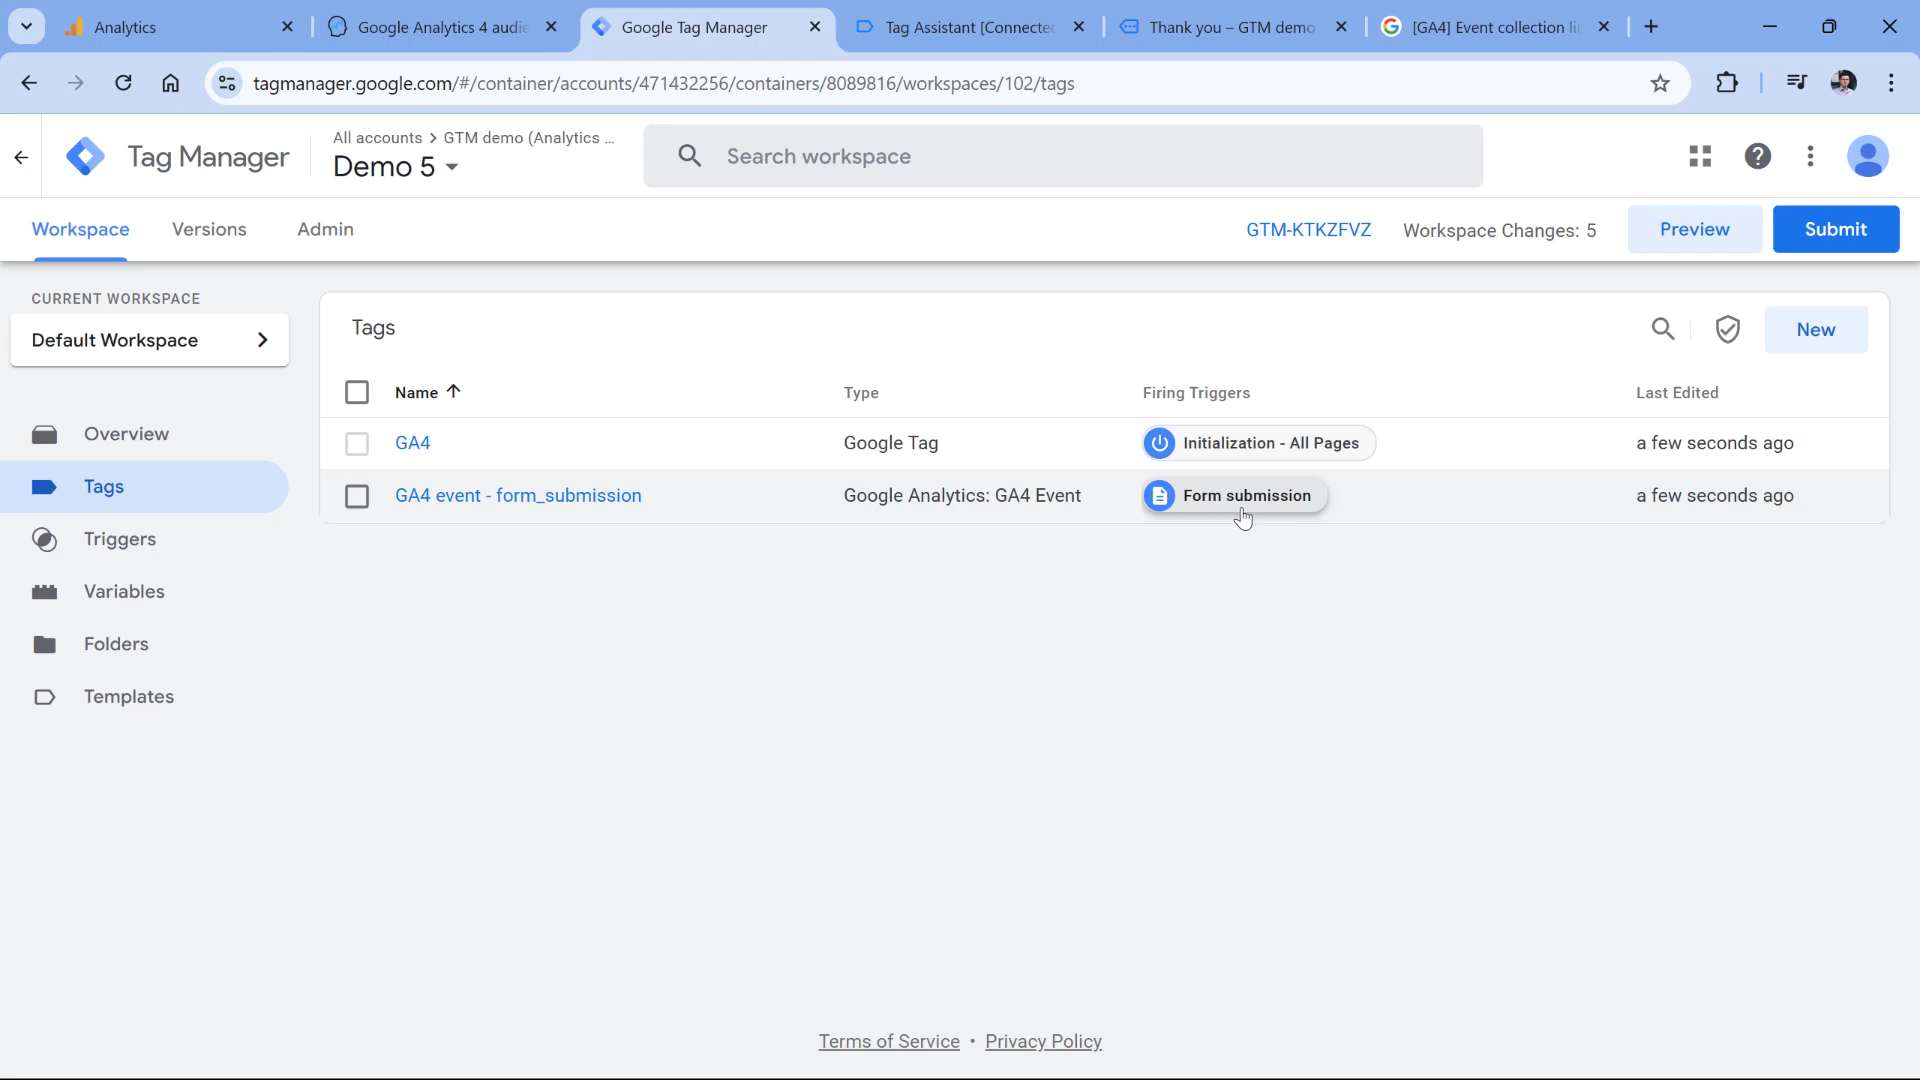 Analytics
Google Analytics 4 audie
Google Tag Manager
Tag Assistant [Connected
Thank you – GTM demo
[GA4] Event collection li
tagmanager.google.com/#/container/accounts/471432256/containers/8089816/workspaces/102/tags
Tag Manager
All accounts > GTM demo (Analytics ...
Demo 5
Search workspace
Workspace
Versions
Admin
GTM-KTKZFVZ
Workspace Changes: 5
Preview
Submit
CURRENT WORKSPACE
Default Workspace
Overview
Tags
Triggers
Variables
Folders
Templates
Tags
New
Name
Type
Firing Triggers
Last Edited
GA4
Google Tag
Initialization - All Pages
a few seconds ago
GA4 event - form_submission
Google Analytics: GA4 Event
Form submission
a few seconds ago
Terms of Service • Privacy Policy